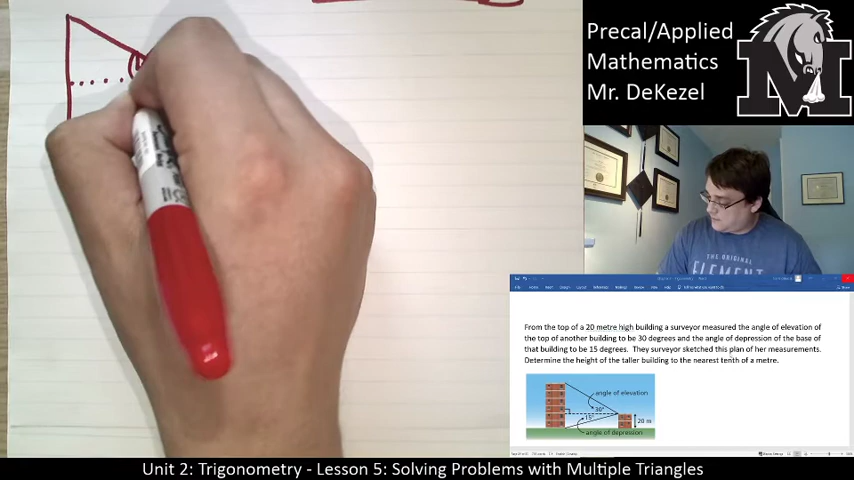 Precal/Applied
Mathematics
Mr. DeKezel
M
THE ORIGINAL
ELEMENT
From the top of a 20 metre high building a surveyor measured the angle of elevation of
the top of another building to be 30 degrees and the angle of depression of the base of
that building to be 15 degrees. They surveyor sketched this plan of her measurements.
Determine the height of the taller building to the nearest tenth of a metre.
angle of elevation
30°
15°
20 m
angle of depression
Unit 2: Trigonometry - Lesson 5: Solving Problems with Multiple Triangles